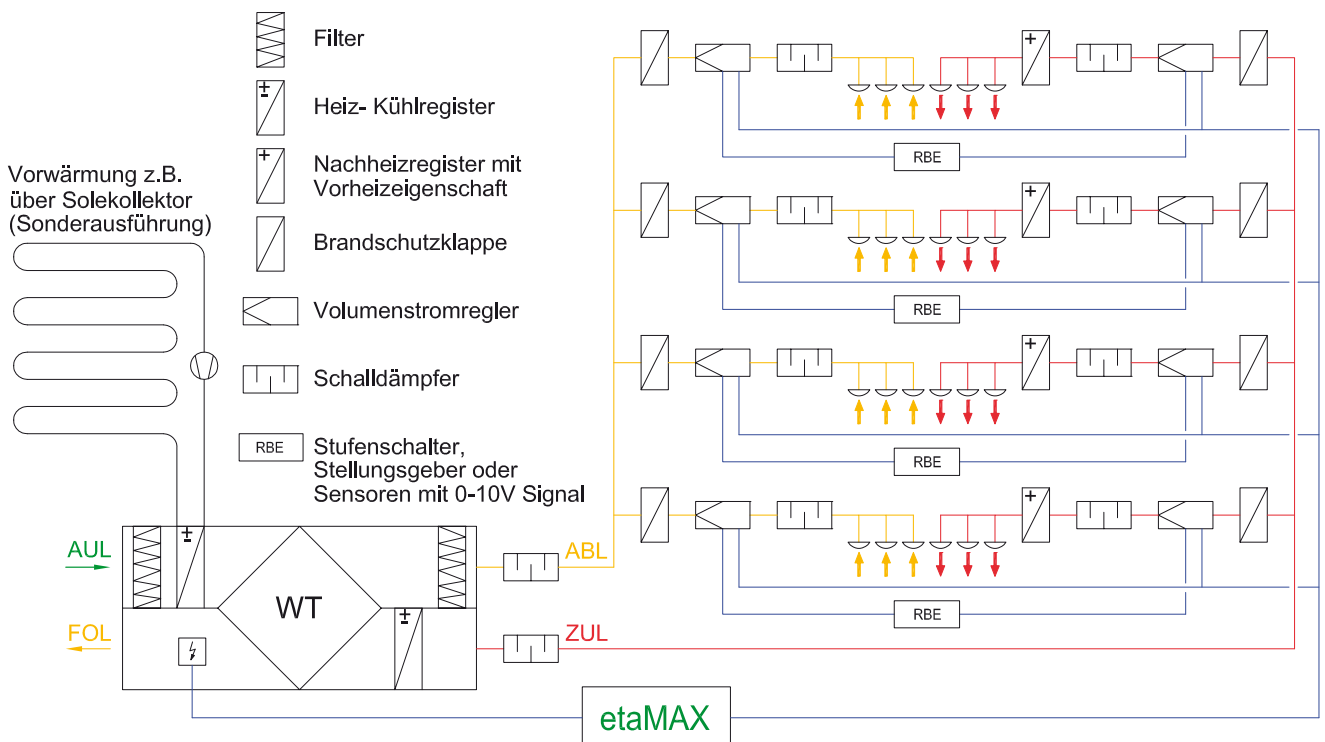 Filter
±
Heiz- Kühlregister
+
Nachheizregister mit
Vorheizeigenschaft
Brandschutzklappe
Volumenstromregler
Schalldämpfer
RBE
Stufenschalter,
Stellungsgeber oder
Sensoren mit 0-10V Signal
Vorwärmung z.B.
über Solekollektor
(Sonderausführung)
+
RBE
+
RBE
+
RBE
+
RBE
AUL
±
WT
ABL
FOL
±
ZUL
etaMAX